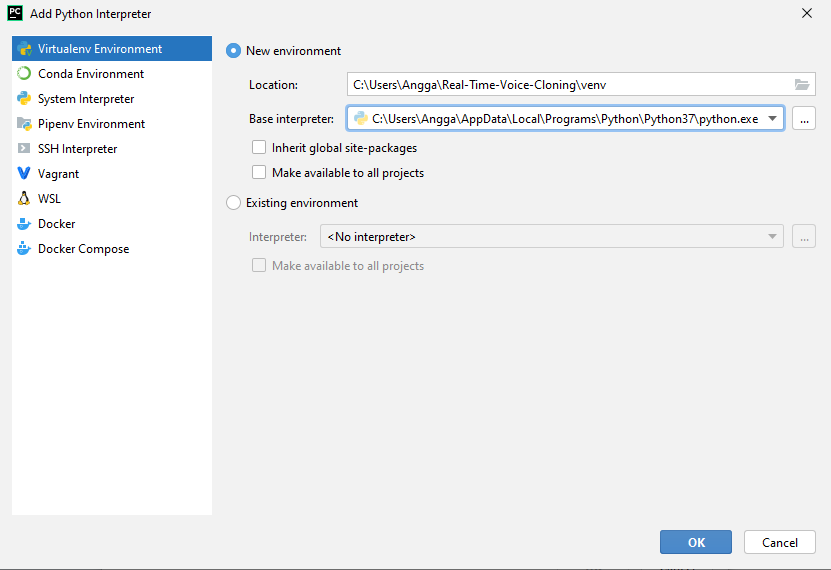 PC Add Python Interpreter
Virtualenv Environment
Conda Environment
System Interpreter
Pipenv Environment
SSH Interpreter
Vagrant
WSL
Docker
Docker Compose
New environment
Location: C:\Users\Angga\Real-Time-Voice-Cloning\venv
Base interpreter: C:\Users\Angga\AppData\Local\Programs\Python\Python37\python.exe ...
Inherit global site-packages
Make available to all projects
Existing environment
Interpreter: <No interpreter> ...
Make available to all projects
OK Cancel